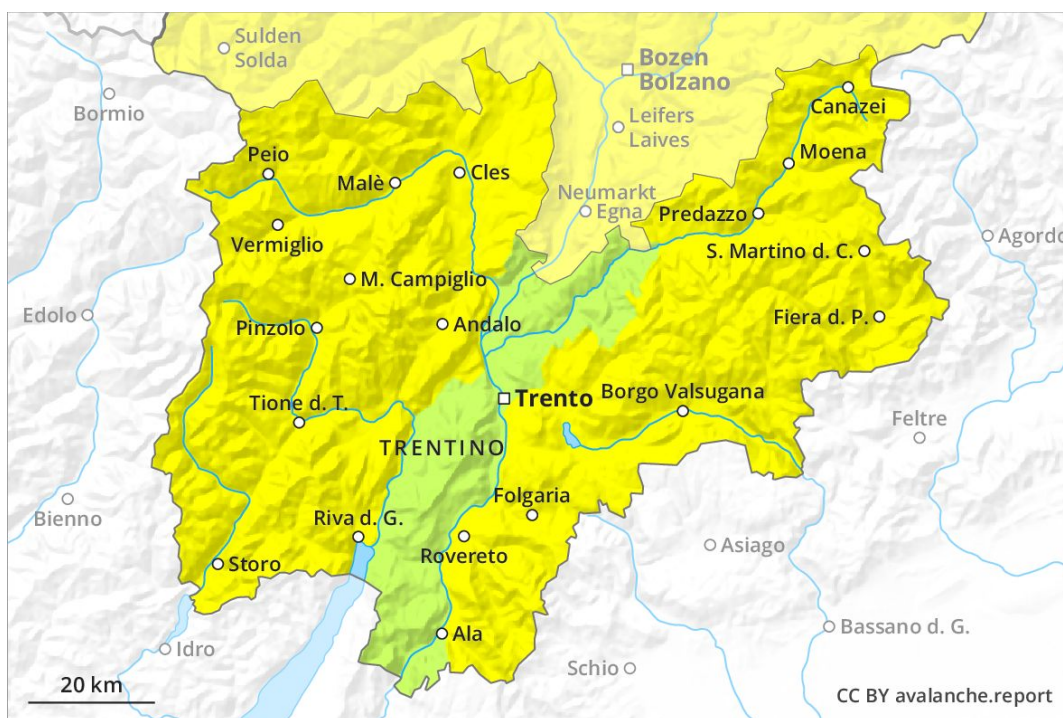 Sulden
Solda
Bozen
Bolzano
Bormio
Canazei
Leifers
Laives
Peio
Malè
Cles
Moena
Neumarkt
Egna
Predazzo
Vermiglio
S. Martino d. C.
Agordo
M. Campiglio
Edolo
Pinzolo
Andalo
Fiera d. P.
Trento
Borgo Valsugana
Tione d. T.
Feltre
TRENTINO
Bienno
Riva d. G.
Folgaria
Rovereto
Asiago
Storo
Ala
Bassano d. G.
Idro
Schio
20 km
CC BY avalanche.report